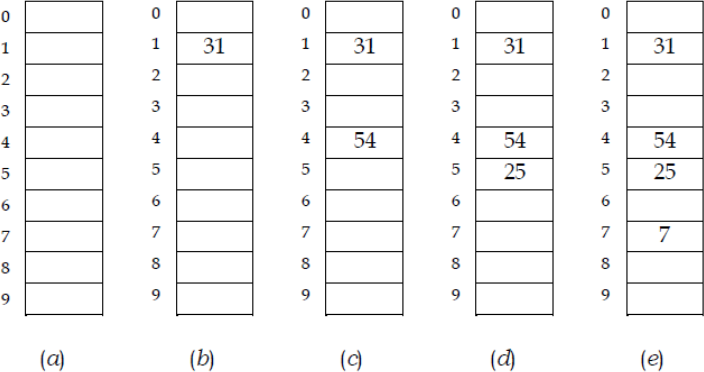 0 0 0 0 0
1 1 31 1 31 1 31 1 31
2 2 2 2 2
3 3 3 3 3
4 4 4 54 4 54 4 54
5 5 5 5 25 5 25
6 6 6 6 6
7 7 7 7 7 7
8 8 8 8 8
9 9 9 9 9
(a) (b) (c) (d) (e)